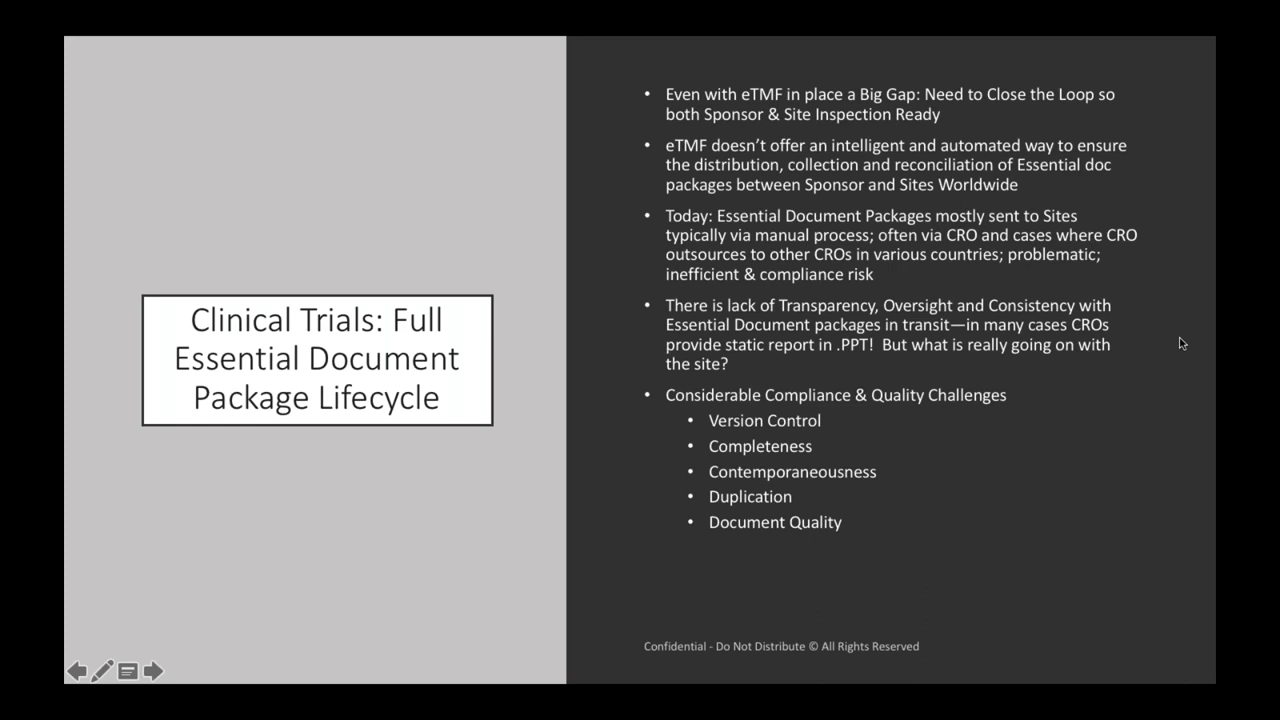 Clinical Trials: Full
Essential Document
Package Lifecycle
• Even with eTMF in place a Big Gap: Need to Close the Loop so
both Sponsor & Site Inspection Ready
• eTMF doesn’t offer an intelligent and automated way to ensure
the distribution, collection and reconciliation of Essential doc
packages between Sponsor and Sites Worldwide
• Today: Essential Document Packages mostly sent to Sites
typically via manual process; often via CRO and cases where CRO
outsources to other CROs in various countries; problematic;
inefficient & compliance risk
• There is lack of Transparency, Oversight and Consistency with
Essential Document packages in transit—in many cases CROs
provide static report in .PPT!  But what is really going on with
the site?
• Considerable Compliance & Quality Challenges
• Version Control
• Completeness
• Contemporaneousness
• Duplication
• Document Quality
Confidential - Do Not Distribute © All Rights Reserved